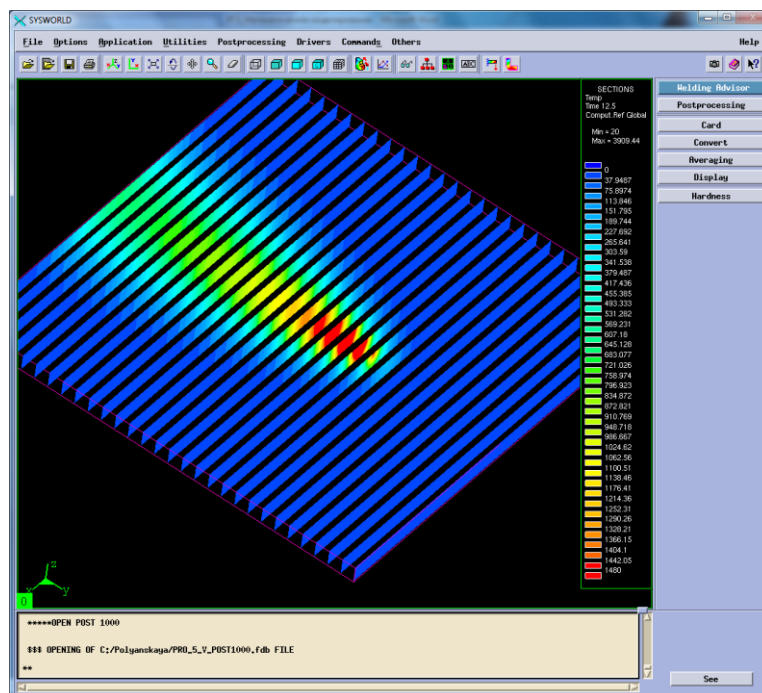 SYSWORLD
File Options Application Utilities Postprocessing Drivers Commands Others Help
ABC
SECTIONS
Temp
Time 12.5
Comput.Ref Global
Min = 20
Max = 3909.44
0
37.9487
75.8974
113.846
151.795
189.744
227.692
265.641
303.59
341.538
379.487
417.436
455.385
493.333
531.282
569.231
607.18
645.128
683.077
721.026
758.974
796.923
834.872
872.821
910.769
948.718
986.667
1024.62
1062.56
1100.51
1138.46
1176.41
1214.36
1252.31
1290.26
1328.21
1366.15
1404.1
1442.05
1480
Welding Advisor
Postprocessing
Card
Convert
Averaging
Display
Hardness
z
x
y
0
*****OPEN POST 1000
$$$ OPENING OF C:/Polyanskaya/PRO_5_V_POST1000.fdb FILE
**
See